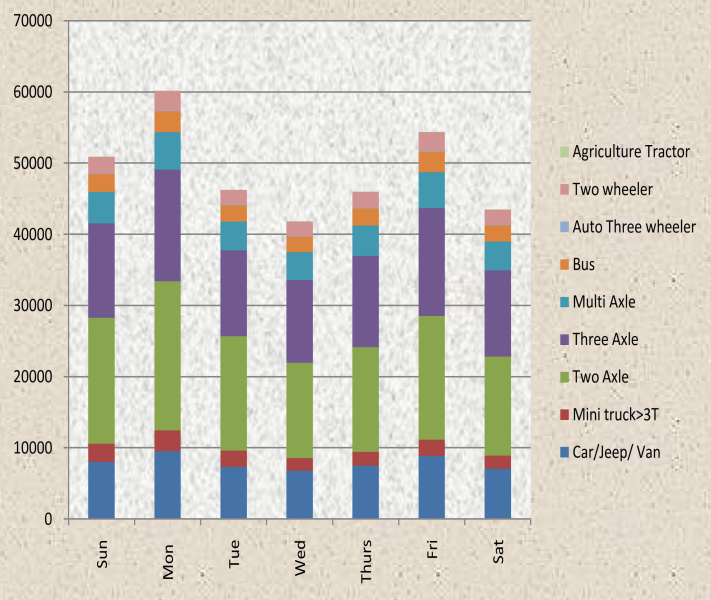 70000
60000
50000
40000
30000
20000
10000
0
Sun
Mon
Tue
Wed
Thurs
Fri
Sat
Agriculture Tractor
Two wheeler
Auto Three wheeler
Bus
Multi Axle
Three Axle
Two Axle
Mini truck>3T
Car/Jeep/ Van